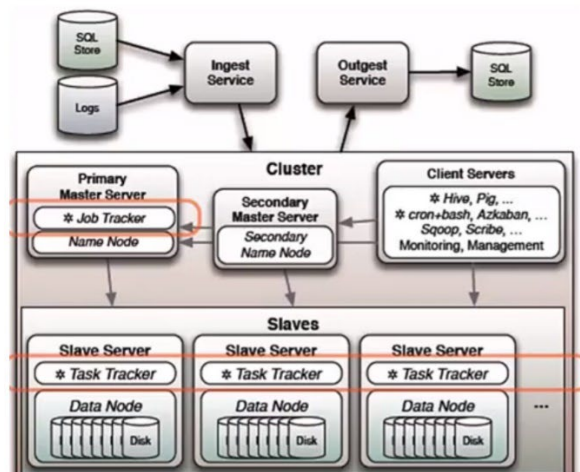 SQL
Store
Logs
Ingest
Service
Outgest
Service
SQL
Store
Cluster
Primary
Master Server
✲ Job Tracker
Name Node
Secondary
Master Server
Secondary
Name Node
Client Servers
✲ Hive, Pig, ...
✲ cron+bash, Azkaban, ...
Sqoop, Scribe, ...
Monitoring, Management
Slaves
Slave Server
✲ Task Tracker
Data Node
Disk
Slave Server
✲ Task Tracker
Data Node
Disk
Slave Server
✲ Task Tracker
Data Node
Disk
...